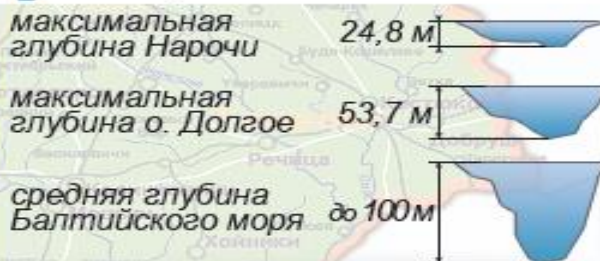 максимальная
глубина Нарочи 24,8 м
максимальная
глубина о. Долгое 53,7 м
средняя глубина
Балтийского моря до 100 м
Речица
Хойники